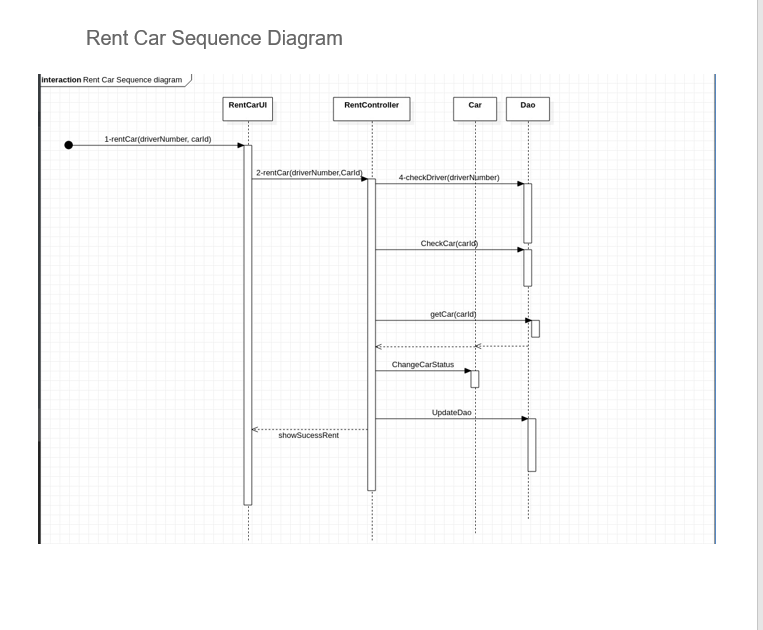 Rent Car Sequence Diagram
interaction Rent Car Sequence diagram
RentCarUI
RentController
Car
Dao
1-rentCar(driverNumber, carId)
2-rentCar(driverNumber,CarId)
4-checkDriver(driverNumber)
CheckCar(carId)
getCar(carId)
ChangeCarStatus
UpdateDao
showSucessRent